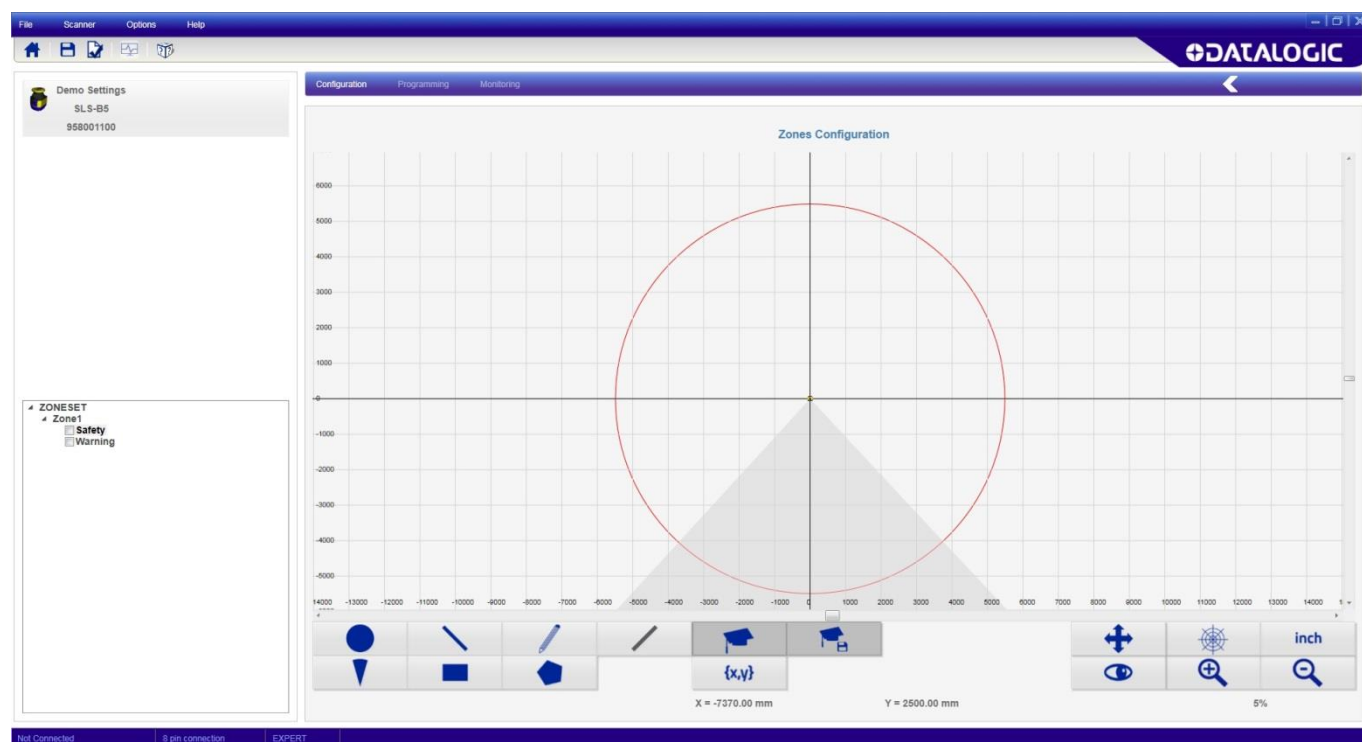 File Scanner Options Help
DATALOGIC
Demo Settings
SLS-B5
958001100
Configuration Programming Monitoring
Zones Configuration
6000
5000
4000
3000
2000
1000
0
-1000
-2000
-3000
-4000
-5000
14000 -13000 -12000 -11000 -10000 -9000 -8000 -7000 -6000 -5000 -4000 -3000 -2000 -1000 0 1000 2000 3000 4000 5000 6000 7000 8000 9000 10000 11000 12000 13000 14000 1
ZONESET
Zone1
Safety
Warning
inch
{x,y}
X = -7370.00 mm Y = 2500.00 mm 5%
Not Connected 8 pin connection EXPERT